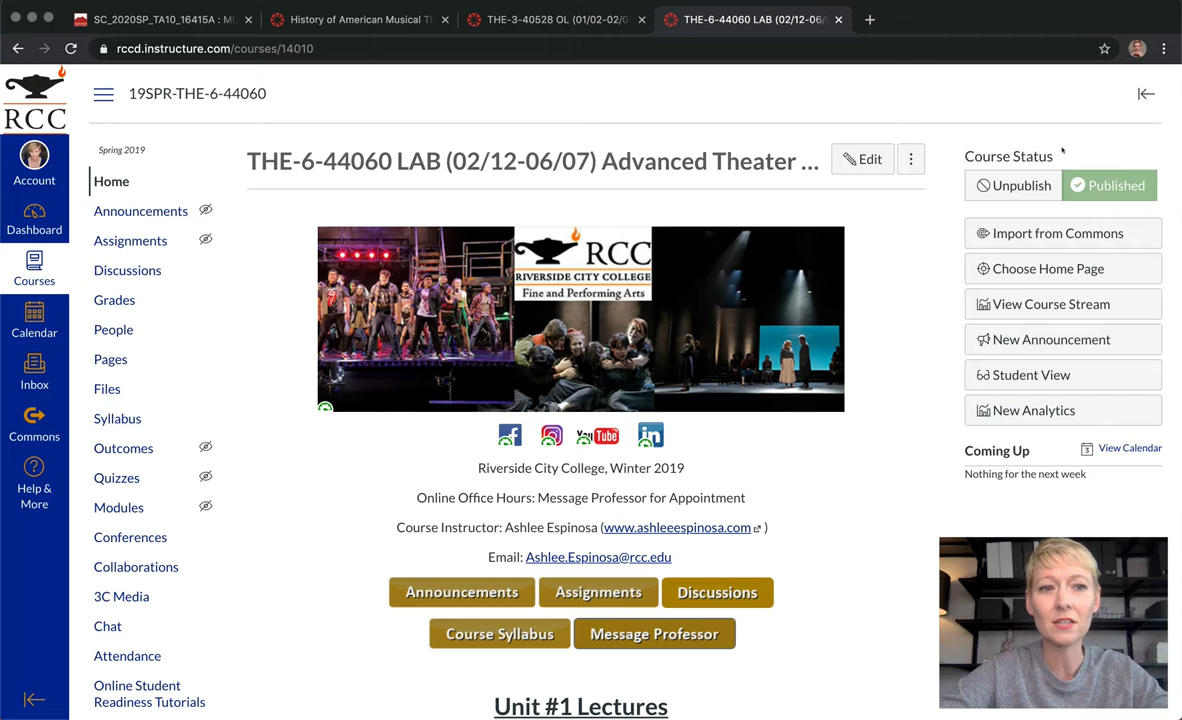 SC_2020SP_TA10_16415A : MU
History of American Musical Th
THE-3-40528 OL (01/02-02/0
THE-6-44060 LAB (02/12-06/
rccd.instructure.com/courses/14010
RCC
Account
Dashboard
Courses
Calendar
Inbox
Commons
Help &
More
19SPR-THE-6-44060
Spring 2019
Home
Announcements
Assignments
Discussions
Grades
People
Pages
Files
Syllabus
Outcomes
Quizzes
Modules
Conferences
Collaborations
3C Media
Chat
Attendance
Online Student
Readiness Tutorials
THE-6-44060 LAB (02/12-06/07) Advanced Theater ...
Edit
RCC
RIVERSIDE CITY COLLEGE
Fine and Performing Arts
You Tube
in
Riverside City College, Winter 2019
Online Office Hours: Message Professor for Appointment
Course Instructor: Ashlee Espinosa (www.ashleeespinosa.com )
Email: Ashlee.Espinosa@rcc.edu
Announcements
Assignments
Discussions
Course Syllabus
Message Professor
Unit #1 Lectures
Course Status
Unpublish
Published
Import from Commons
Choose Home Page
View Course Stream
New Announcement
Student View
New Analytics
Coming Up
3 View Calendar
Nothing for the next week